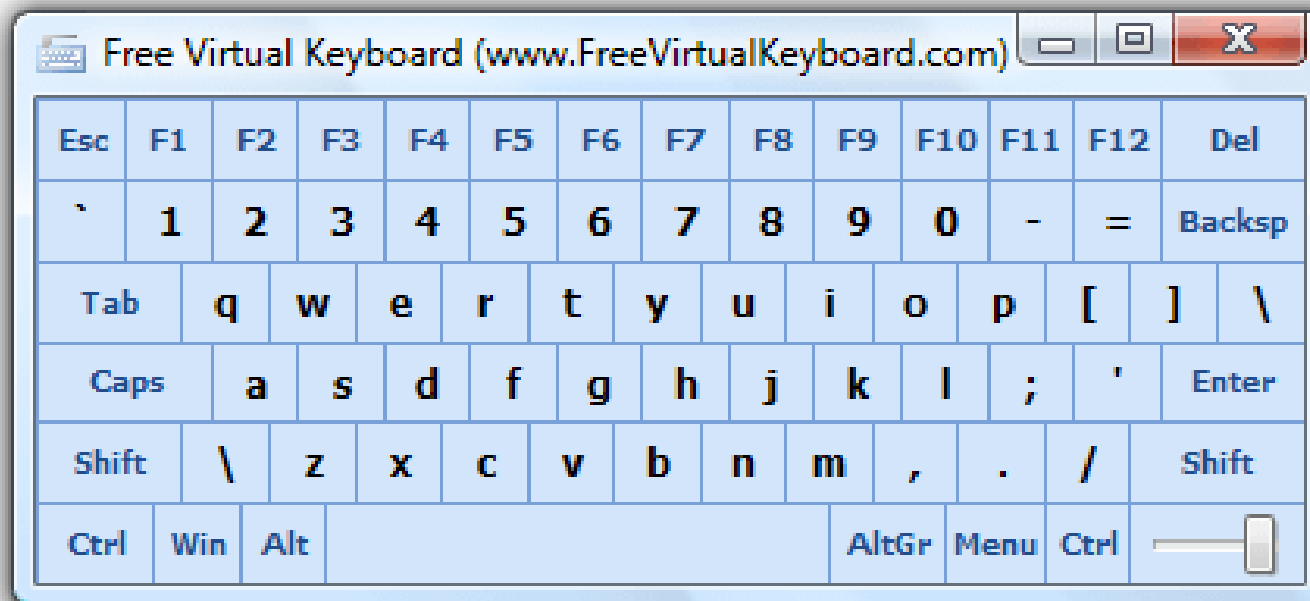 Free Virtual Keyboard (www.FreeVirtualKeyboard.com)
Esc F1 F2 F3 F4 F5 F6 F7 F8 F9 F10 F11 F12 Del
` 1 2 3 4 5 6 7 8 9 0 - = Backsp
Tab q w e r t y u i o p [ ] \
Caps a s d f g h j k l ; ' Enter
Shift \ z x c v b n m , . / Shift
Ctrl Win Alt AltGr Menu Ctrl